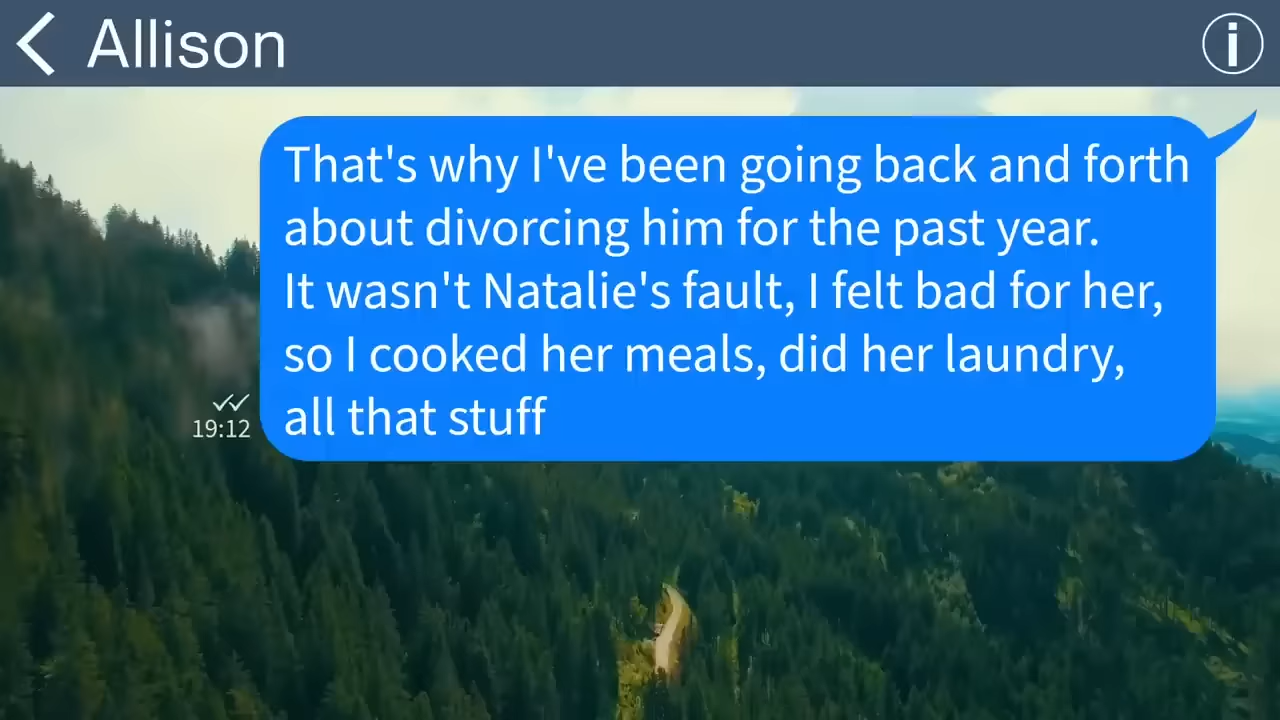 Allison
That's why I've been going back and forth
about divorcing him for the past year.
It wasn't Natalie's fault, I felt bad for her,
so I cooked her meals, did her laundry,
all that stuff
19:12